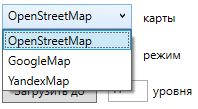 OpenStreetMap карты
OpenStreetMap
GoogleMap режим
YandexMap
Загрузить до уровня